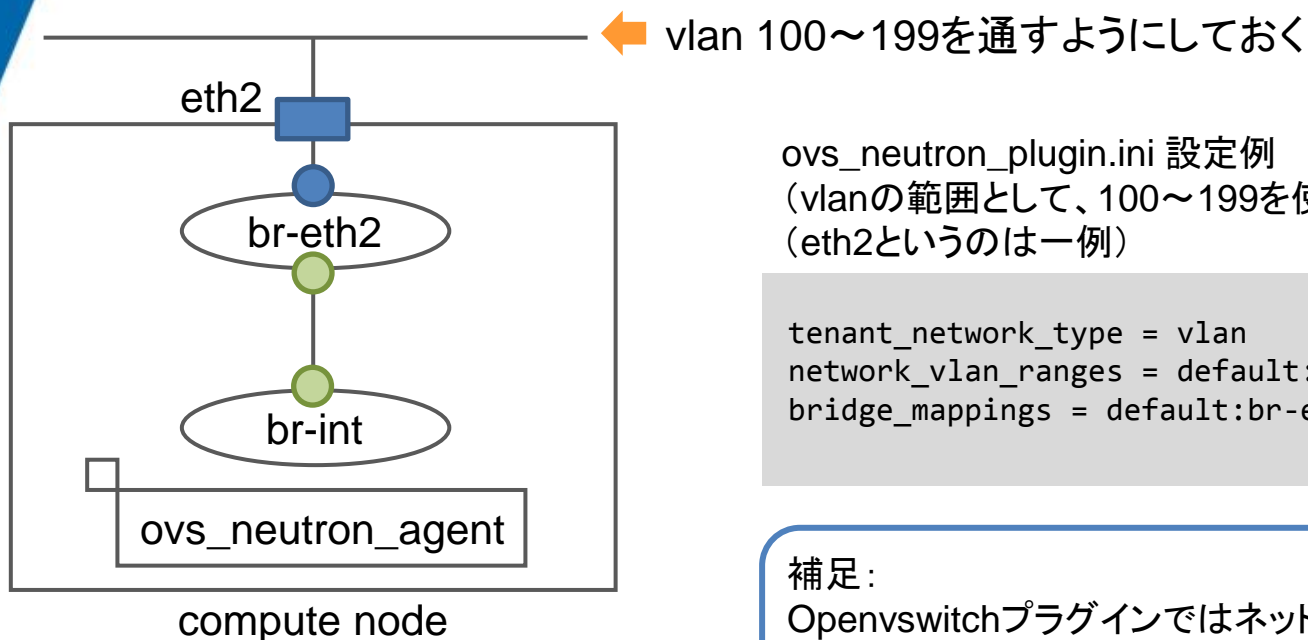 vlan 100～199を通すようにしておく
eth2
br-eth2
br-int
ovs_neutron_agent
compute node
ovs_neutron_plugin.ini 設定例
（vlanの範囲として、100～199を
（eth2というのは一例）
tenant_network_type = vlan
network_vlan_ranges = default:
bridge_mappings = default:br-e
補足：
Openvswitchプラグインではネット